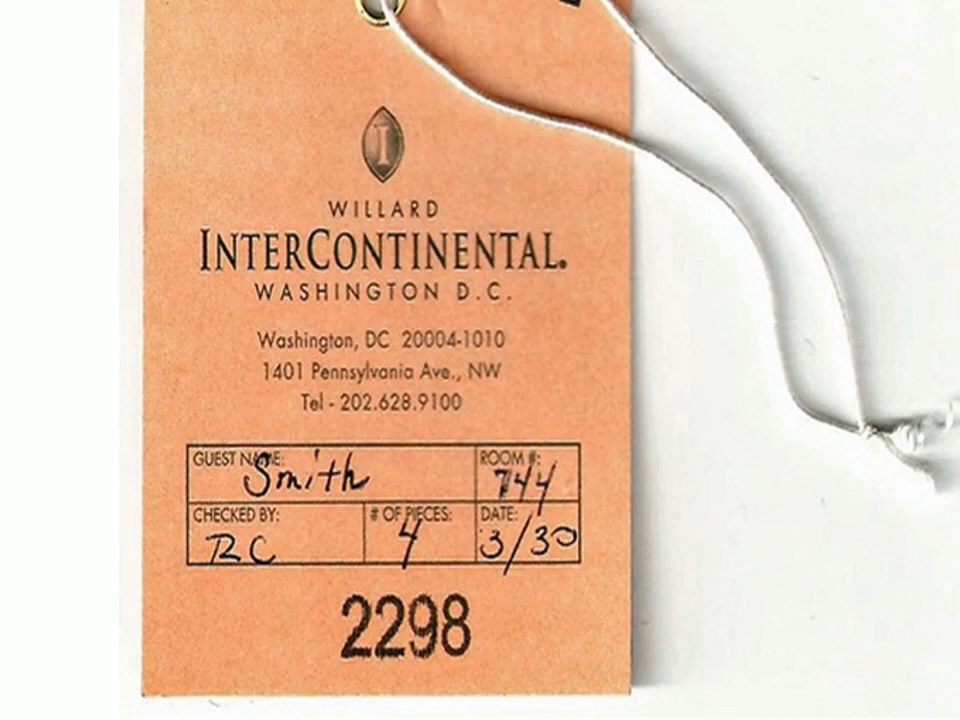 I
WILLARD
INTERCONTINENTAL.
WASHINGTON D.C.
Washington, DC 20004-1010
1401 Pennsylvania Ave., NW
Tel - 202.628.9100
GUEST NAME: Smith ROOM #: 744
CHECKED BY: RC # OF PIECES: 4 DATE: 3/30
2298